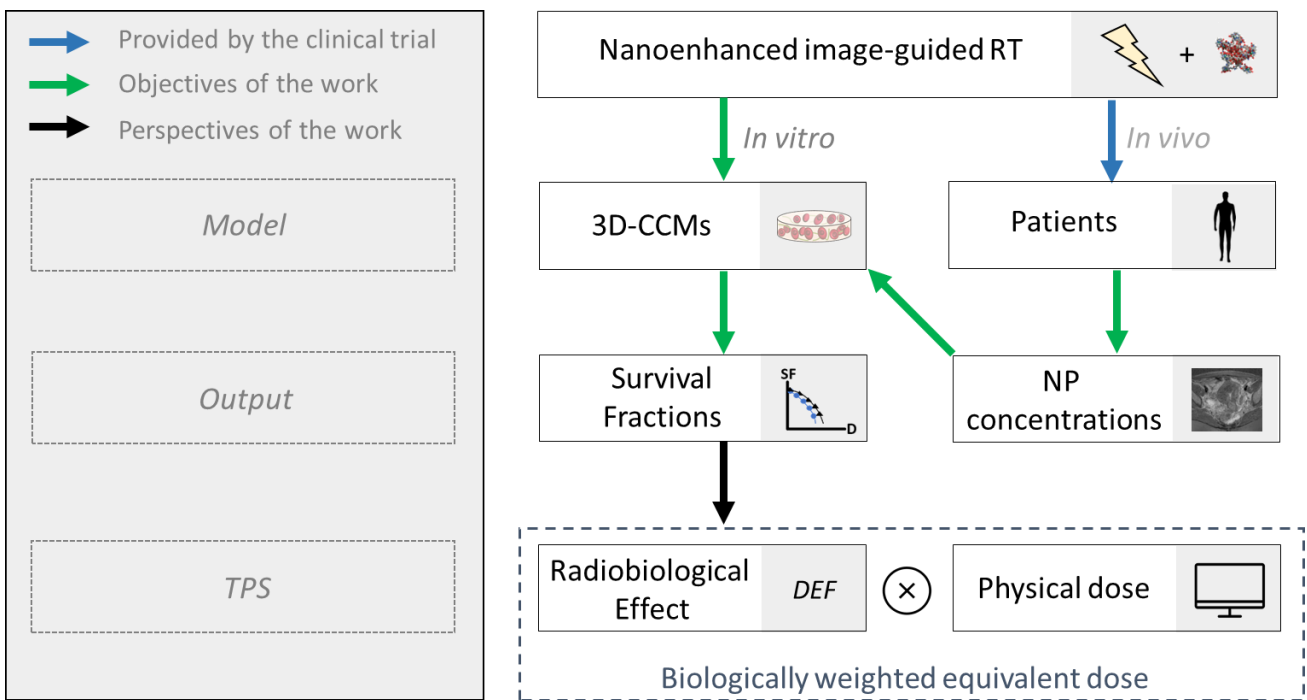 Provided by the clinical trial
Objectives of the work
Perspectives of the work
Model
Output
TPS
Nanoenhanced image-guided RT
+
In vitro
In vivo
3D-CCMs
Patients
Survival
Fractions
SF
D
NP
concentrations
Radiobiological
Effect
DEF
×
Physical dose
Biologically weighted equivalent dose